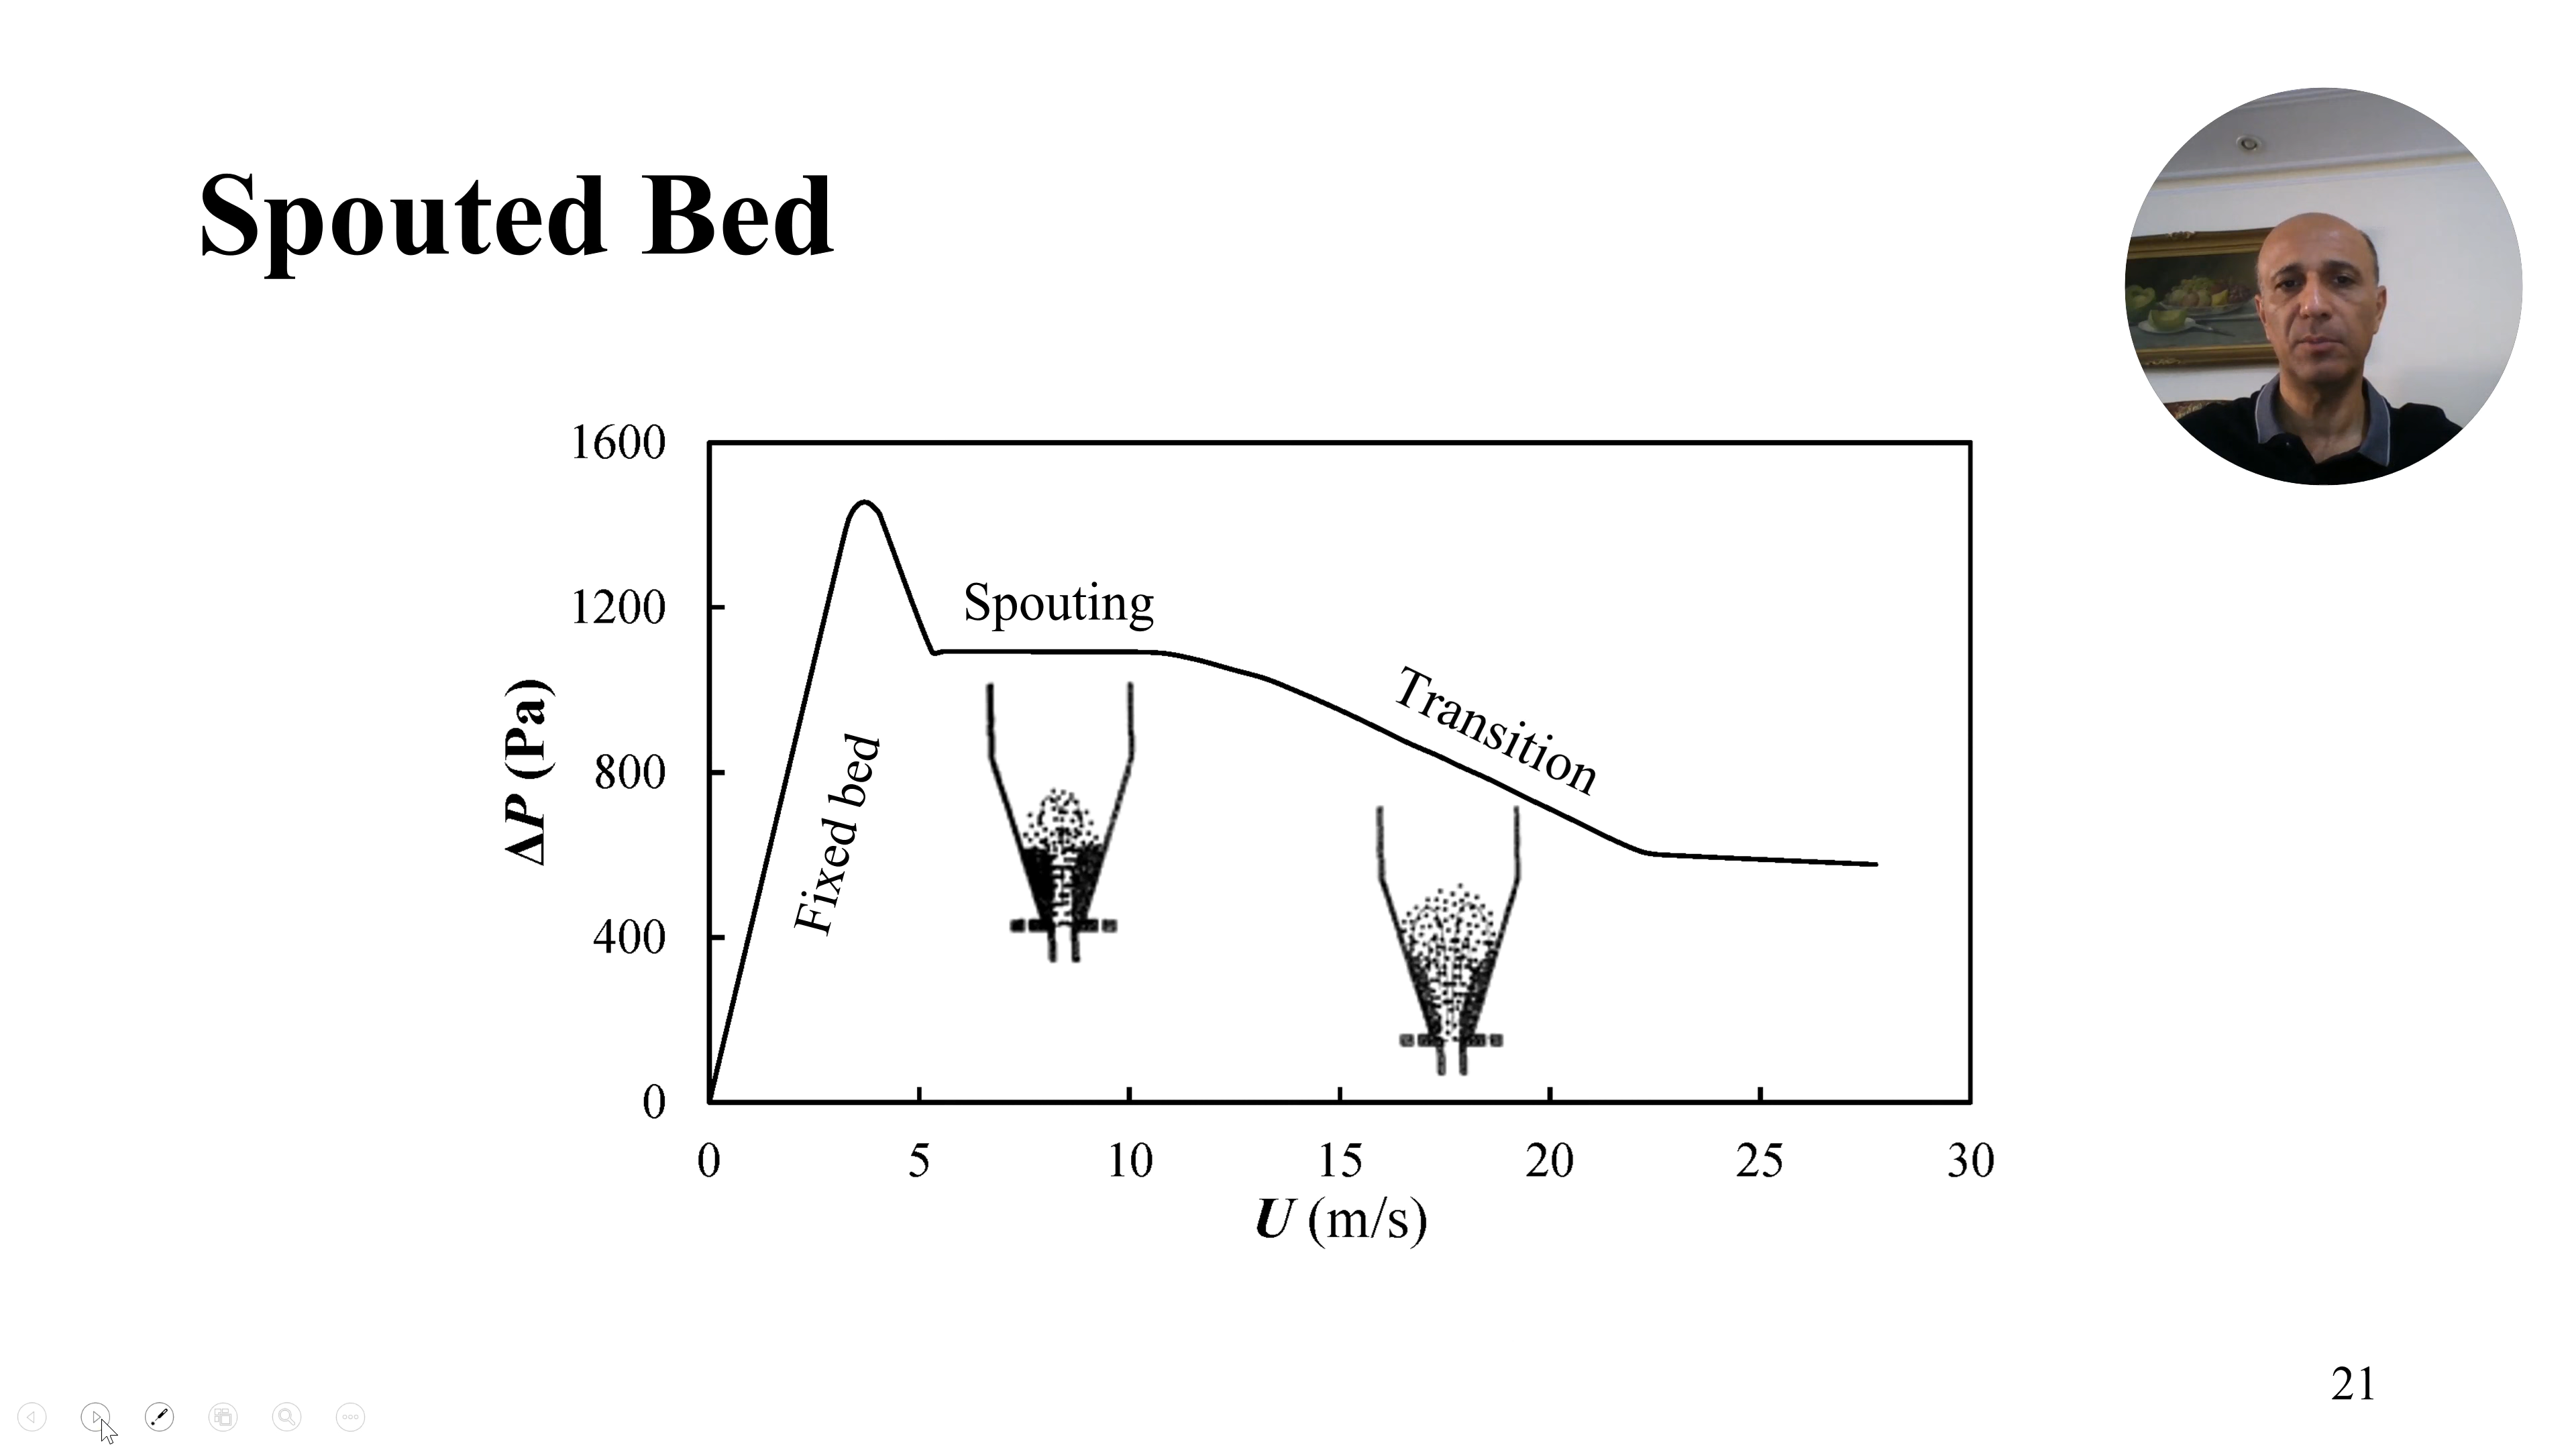 Spouted Bed
1600
1200
800
400
0
ΔP (Pa)
Fixed bed
Spouting
Transition
0 5 10 15 20 25 30
U (m/s)
21